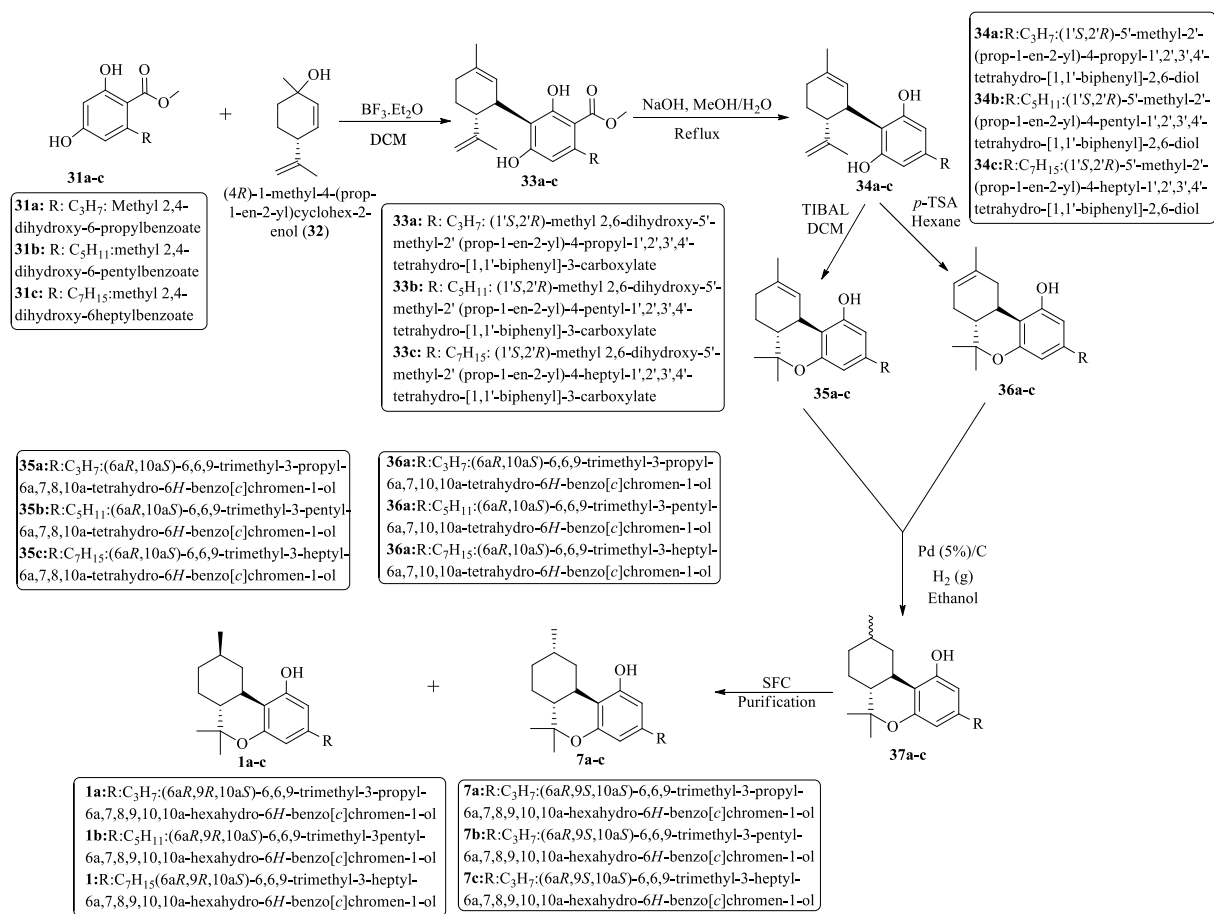 OH
O
O
HO
R
31a-c
+
31a: R: C3H7: Methyl 2,4-
dihydroxy-6-propylbenzoate
31b: R: C5H11:methyl 2,4-
dihydroxy-6-pentylbenzoate
31c: R: C7H15:methyl 2,4-
dihydroxy-6heptylbenzoate
OH
(4R)-1-methyl-4-(prop-
1-en-2-yl)cyclohex-2-
enol (32)
BF3.Et2O
DCM
OH
O
O
HO
R
33a-c
33a: R: C3H7: (1'S,2'R)-methyl 2,6-dihydroxy-5'-
methyl-2' (prop-1-en-2-yl)-4-propyl-1',2',3',4'-
tetrahydro-[1,1'-biphenyl]-3-carboxylate
33b: R: C5H11: (1'S,2'R)-methyl 2,6-dihydroxy-5'-
methyl-2' (prop-1-en-2-yl)-4-pentyl-1',2',3',4'-
tetrahydro-[1,1'-biphenyl]-3-carboxylate
33c: R: C7H15: (1'S,2'R)-methyl 2,6-dihydroxy-5'-
methyl-2' (prop-1-en-2-yl)-4-heptyl-1',2',3',4'-
tetrahydro-[1,1'-biphenyl]-3-carboxylate
NaOH, MeOH/H2O
Reflux
OH
HO
R
34a-c
34a:R:C3H7:(1'S,2'R)-5'-methyl-2'-
(prop-1-en-2-yl)-4-propyl-1',2',3',4'-
tetrahydro-[1,1'-biphenyl]-2,6-diol
34b:R:C5H11:(1'S,2'R)-5'-methyl-2'-
(prop-1-en-2-yl)-4-pentyl-1',2',3',4'-
tetrahydro-[1,1'-biphenyl]-2,6-diol
34c:R:C7H15:(1'S,2'R)-5'-methyl-2'-
(prop-1-en-2-yl)-4-heptyl-1',2',3',4'-
tetrahydro-[1,1'-biphenyl]-2,6-diol
TIBAL
DCM
p-TSA
Hexane
OH
O
R
35a-c
OH
O
R
36a-c
35a:R:C3H7:(6aR,10aS)-6,6,9-trimethyl-3-propyl-
6a,7,8,10a-tetrahydro-6H-benzo[c]chromen-1-ol
35b:R:C5H11:(6aR,10aS)-6,6,9-trimethyl-3-pentyl-
6a,7,8,10a-tetrahydro-6H-benzo[c]chromen-1-ol
35c:R:C7H15:(6aR,10aS)-6,6,9-trimethyl-3-heptyl-
6a,7,8,10a-tetrahydro-6H-benzo[c]chromen-1-ol
36a:R:C3H7:(6aR,10aS)-6,6,9-trimethyl-3-propyl-
6a,7,10,10a-tetrahydro-6H-benzo[c]chromen-1-ol
36a:R:C5H11:(6aR,10aS)-6,6,9-trimethyl-3-pentyl-
6a,7,10,10a-tetrahydro-6H-benzo[c]chromen-1-ol
36a:R:C7H15:(6aR,10aS)-6,6,9-trimethyl-3-heptyl-
6a,7,10,10a-tetrahydro-6H-benzo[c]chromen-1-ol
Pd (5%)/C
H2 (g)
Ethanol
OH
O
R
37a-c
SFC
Purification
OH
O
R
1a-c
+
OH
O
R
7a-c
1a:R:C3H7:(6aR,9R,10aS)-6,6,9-trimethyl-3-propyl-
6a,7,8,9,10,10a-hexahydro-6H-benzo[c]chromen-1-ol
1b:R:C5H11:(6aR,9R,10aS)-6,6,9-trimethyl-3pentyl-
6a,7,8,9,10,10a-hexahydro-6H-benzo[c]chromen-1-ol
1:R:C7H15(6aR,9R,10aS)-6,6,9-trimethyl-3-heptyl-
6a,7,8,9,10,10a-hexahydro-6H-benzo[c]chromen-1-ol
7a:R:C3H7:(6aR,9S,10aS)-6,6,9-trimethyl-3-propyl-
6a,7,8,9,10,10a-hexahydro-6H-benzo[c]chromen-1-ol
7b:R:C3H7:(6aR,9S,10aS)-6,6,9-trimethyl-3-pentyl-
6a,7,8,9,10,10a-hexahydro-6H-benzo[c]chromen-1-ol
7c:R:C3H7:(6aR,9S,10aS)-6,6,9-trimethyl-3-heptyl-
6a,7,8,9,10,10a-hexahydro-6H-benzo[c]chromen-1-ol